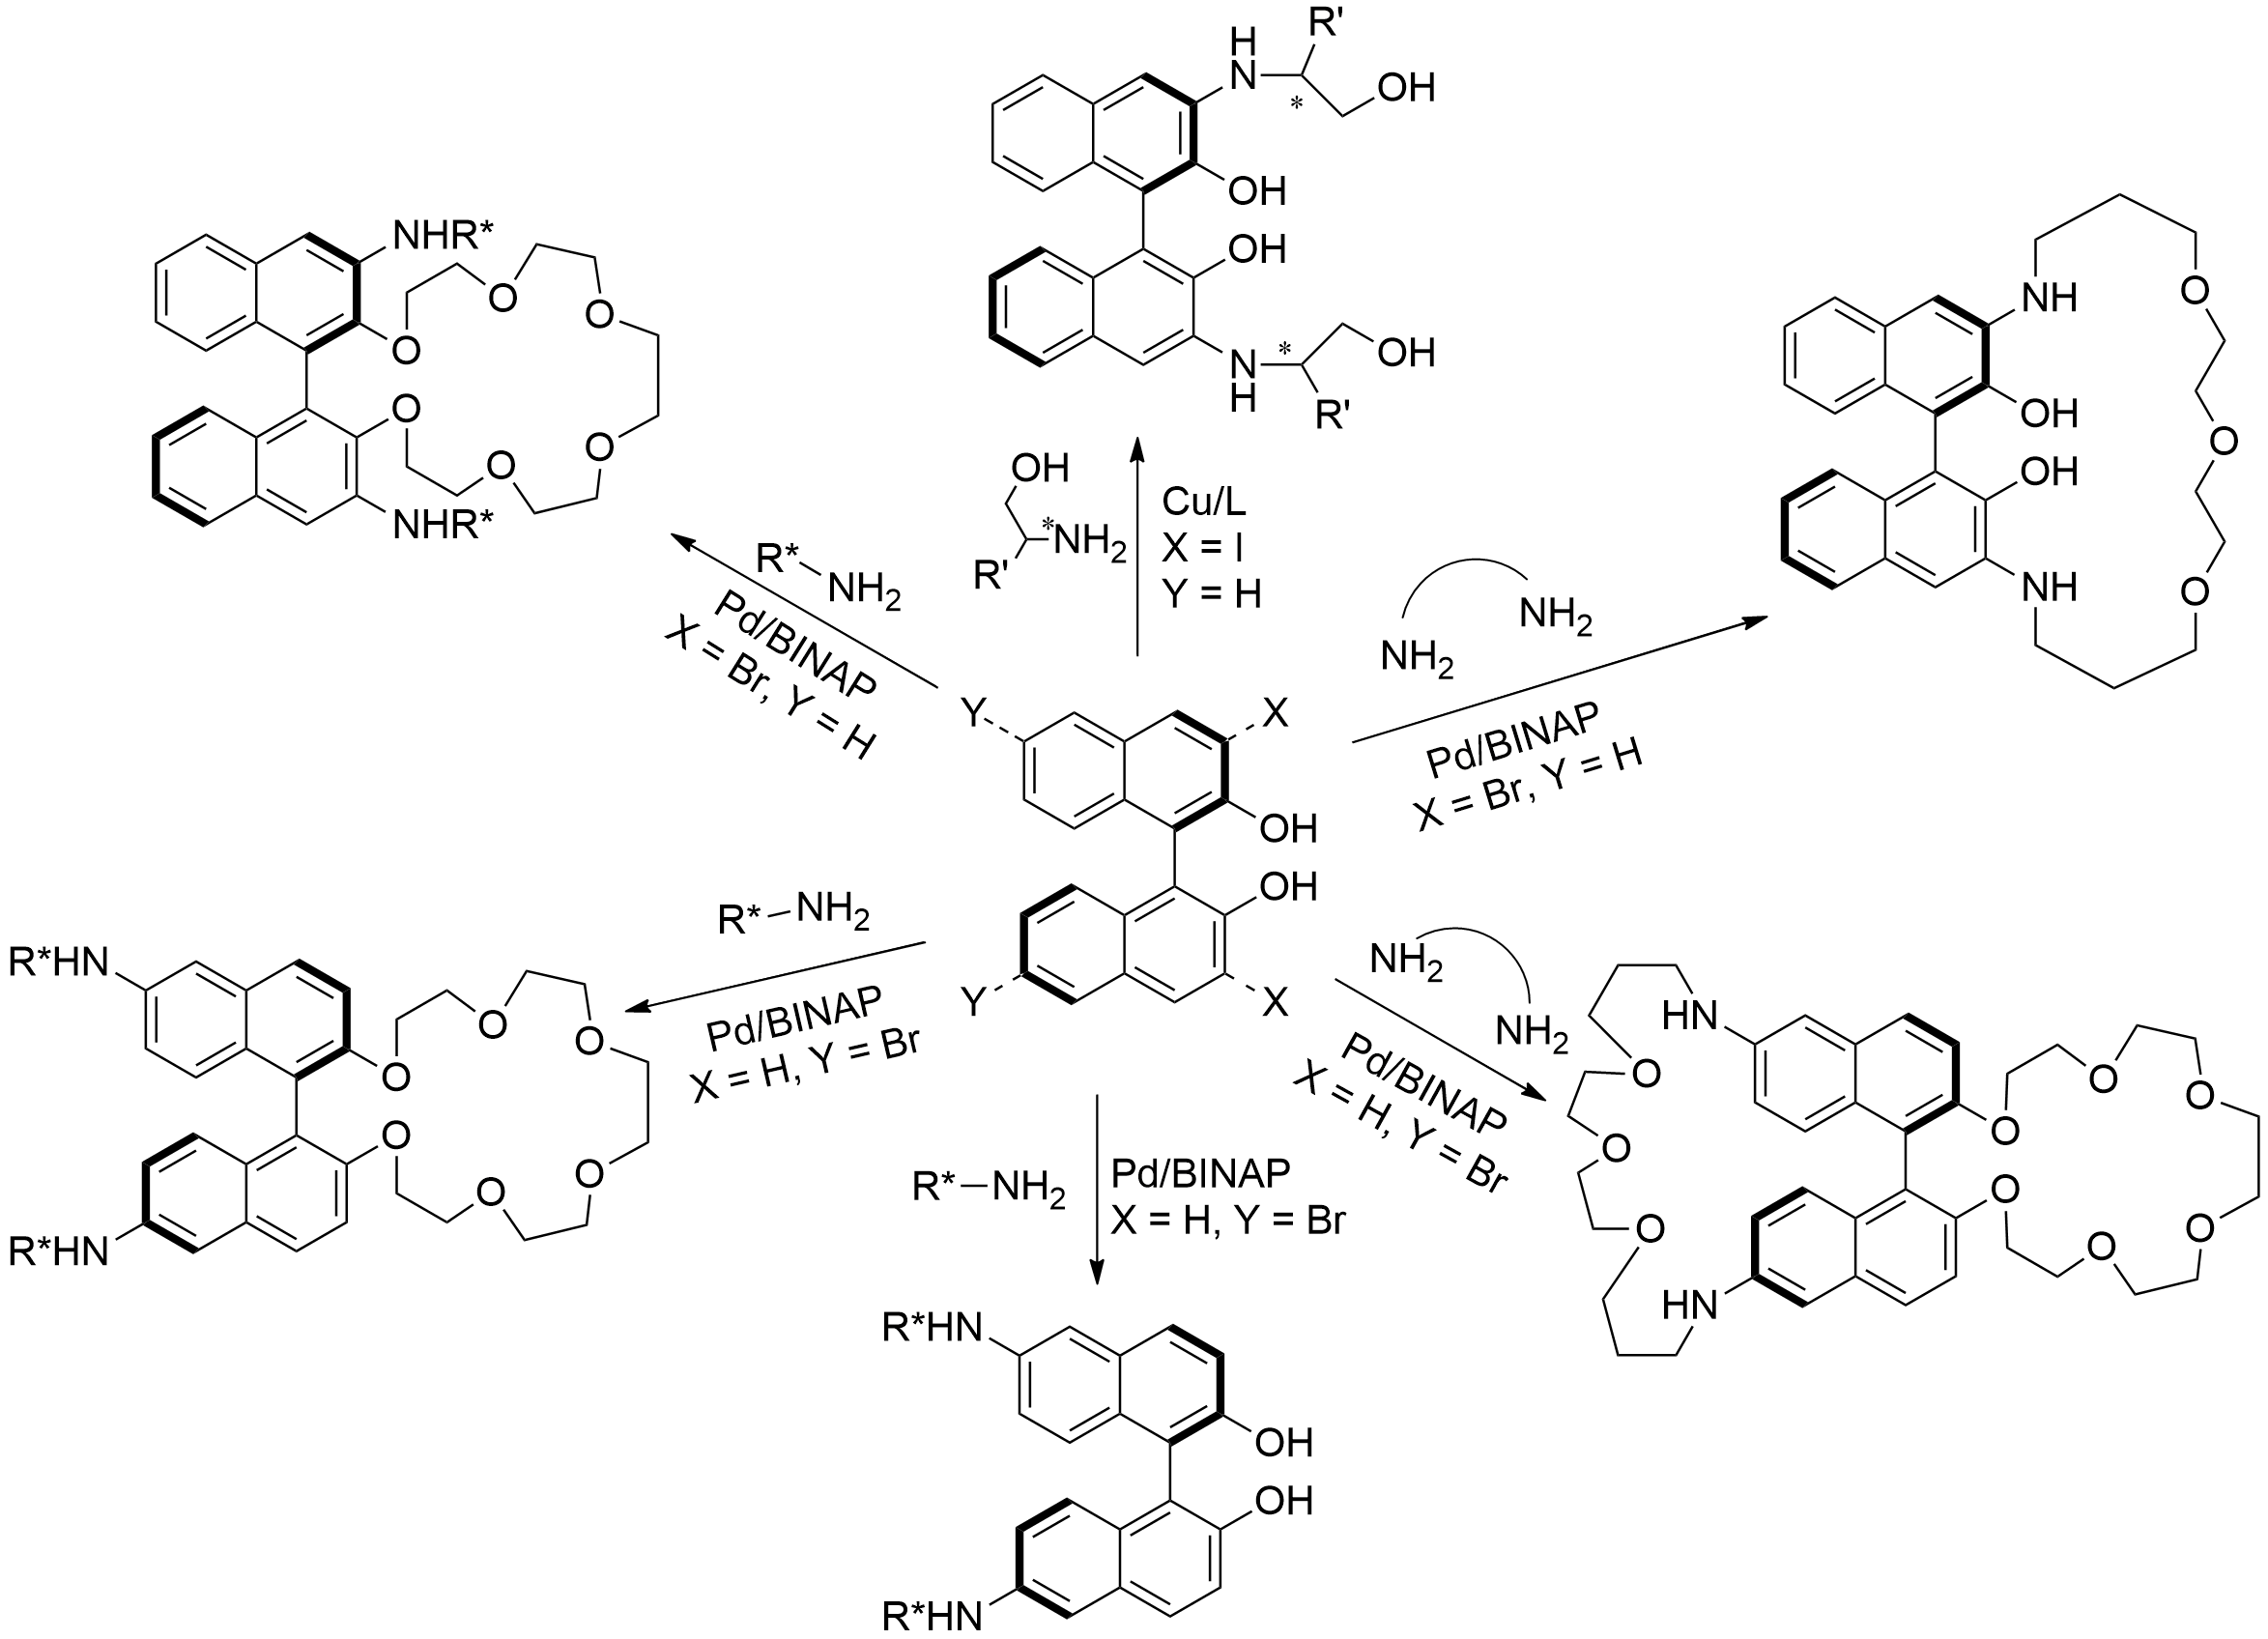 R'
H
N
*
OH
OH
OH
N
H
*
OH
R'
NHR*
O
O
O
O
O
O
NHR*
NH
O
OH
O
OH
NH
O
OH
*NH2
R'
Cu/L
X = I
Y = H
R*
NH2
Pd/BINAP
X = Br, Y = H
NH2
NH2
Pd/BINAP
X = Br, Y = H
Y
X
OH
OH
Y
X
R*
NH2
Pd/BINAP
X = H, Y = Br
NH2
NH2
Pd/BINAP
X = H, Y = Br
R*HN
O
O
O
O
O
O
R*HN
HN
O
O
O
O
O
O
O
O
O
HN
R*
NH2
Pd/BINAP
X = H, Y = Br
R*HN
OH
OH
R*HN